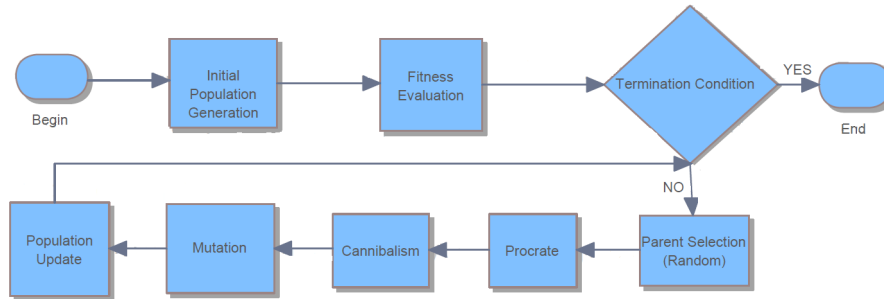 Initial
Population
Generation
Fitness
Evaluation
Termination Condition
YES
Begin
End
NO
Population
Update
Mutation
Cannibalism
Procrate
Parent Selection
(Random)